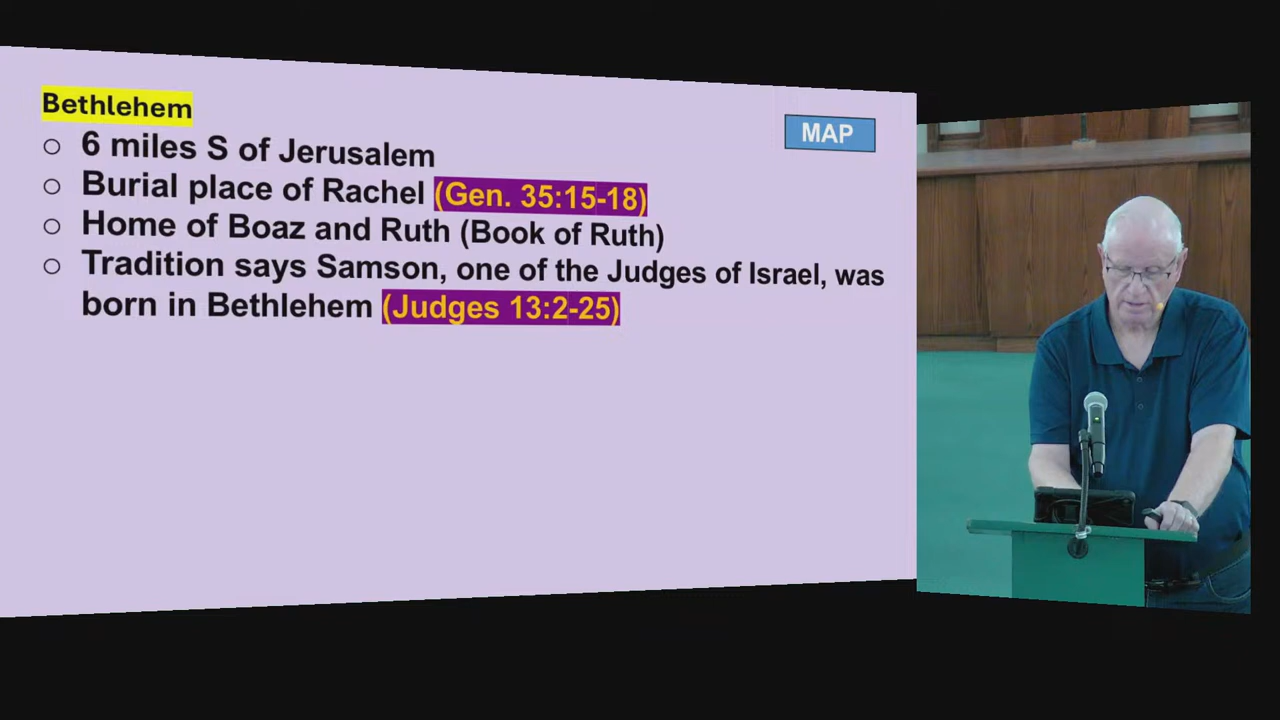 Bethlehem
MAP
○ 6 miles S of Jerusalem
○ Burial place of Rachel (Gen. 35:15-18)
○ Home of Boaz and Ruth (Book of Ruth)
○ Tradition says Samson, one of the Judges of Israel, was
born in Bethlehem (Judges 13:2-25)